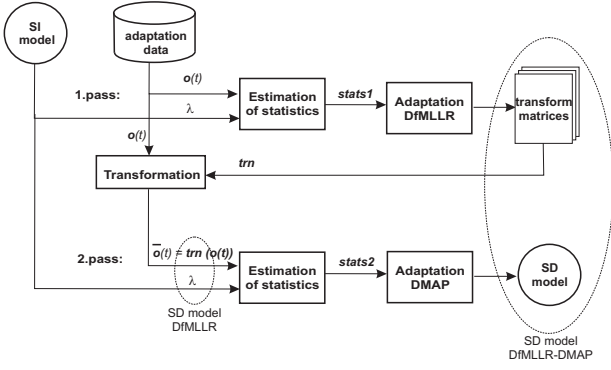 SI
model
adaptation
data
o(t)
1.pass:
λ
Estimation
of statistics
stats1
Adaptation
DfMLLR
transform
matrices
o(t)
Transformation
trn
o̅(t) = trn (o(t))
2.pass:
λ
Estimation
of statistics
stats2
Adaptation
DMAP
SD
model
SD model
DfMLLR
SD model
DfMLLR-DMAP